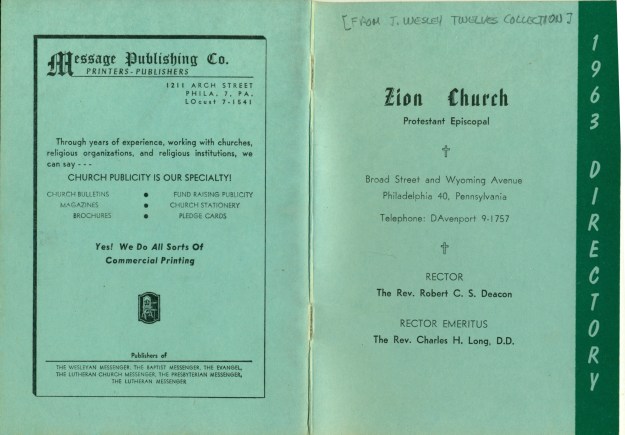 Message Publishing Co.
PRINTERS-PUBLISHERS
1211 ARCH STREET
PHILA. 7, PA.
LOcust 7-1541
Through years of experience, working with churches,
religious organizations, and religious institutions, we
can say - - -
CHURCH PUBLICITY IS OUR SPECIALTY!
CHURCH BULLETINS ● FUND RAISING PUBLICITY
MAGAZINES ● CHURCH STATIONERY
BROCHURES ● PLEDGE CARDS
Yes! We Do All Sorts Of
Commercial Printing
Publishers of
THE WESLEYAN MESSENGER, THE BAPTIST MESSENGER, THE EVANGEL,
THE LUTHERAN CHURCH MESSENGER, THE PRESBYTERIAN MESSENGER,
THE LUTHERAN MESSENGER
[FROM J. WESLEY TWELVES COLLECTION]
Zion Church
Protestant Episcopal
Broad Street and Wyoming Avenue
Philadelphia 40, Pennsylvania
Telephone: DAvenport 9-1757
RECTOR
The Rev. Robert C. S. Deacon
RECTOR EMERITUS
The Rev. Charles H. Long, D.D.
1963 DIRECTORY